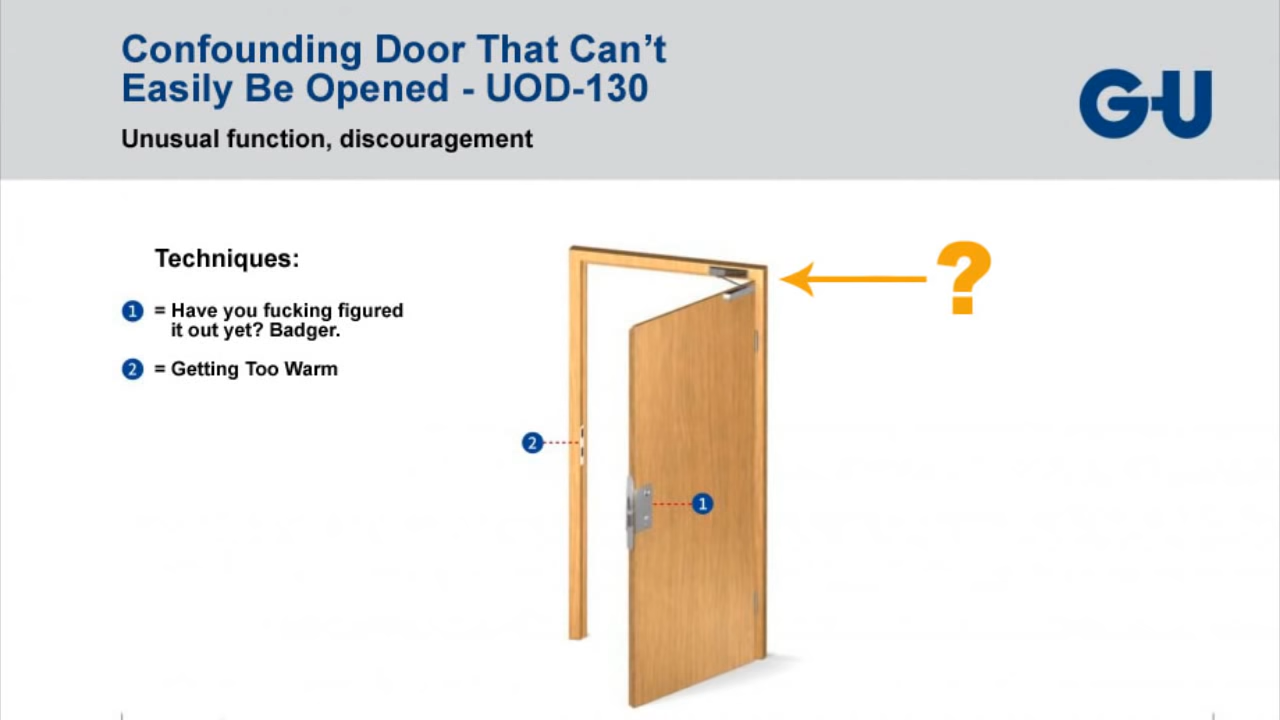 Confounding Door That Can’t
Easily Be Opened - UOD-130
Unusual function, discouragement
G-U
Techniques:
1 = Have you fucking figured
it out yet? Badger.
2 = Getting Too Warm
?
2
1